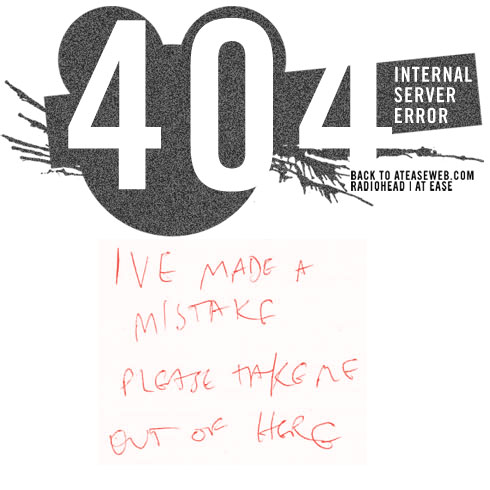 404
INTERNAL
SERVER
ERROR
BACK TO ATEASEWEB.COM
RADIOHEAD | AT EASE
IVE MADE A
MISTAKE
PLEASE TAKE ME
OUT OF HERE